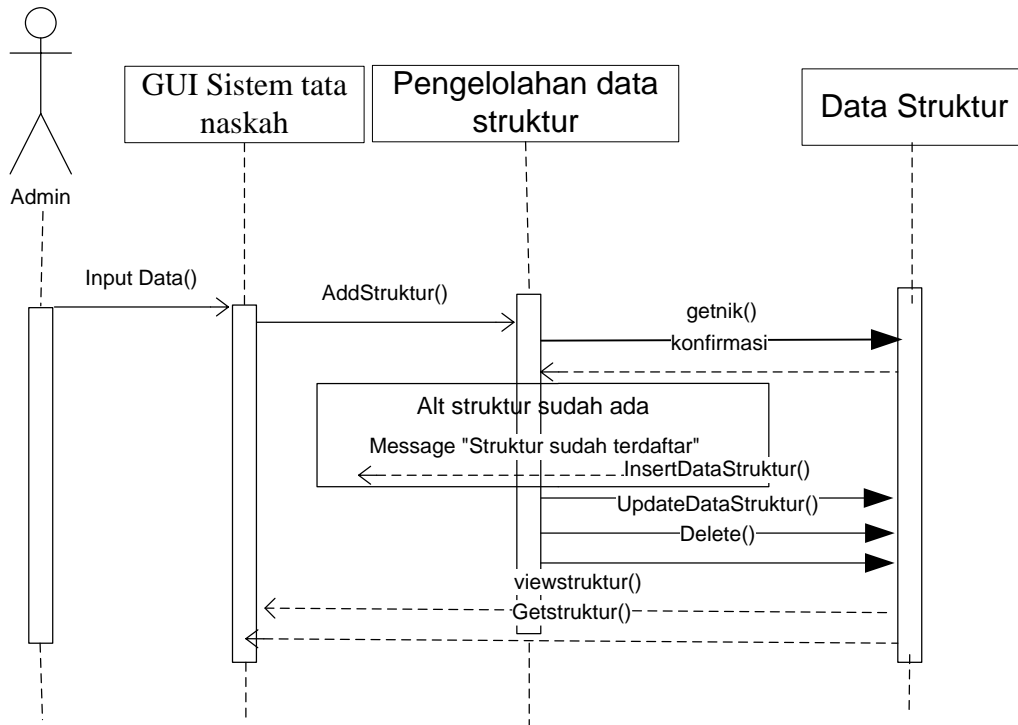 GUI Sistem tata
naskah
Pengelolahan data
struktur
Data Struktur
Admin
Input Data()
AddStruktur()
getnik()
konfirmasi
Alt struktur sudah ada
Message "Struktur sudah terdaftar"
InsertDataStruktur()
UpdateDataStruktur()
Delete()
viewstruktur()
Getstruktur()